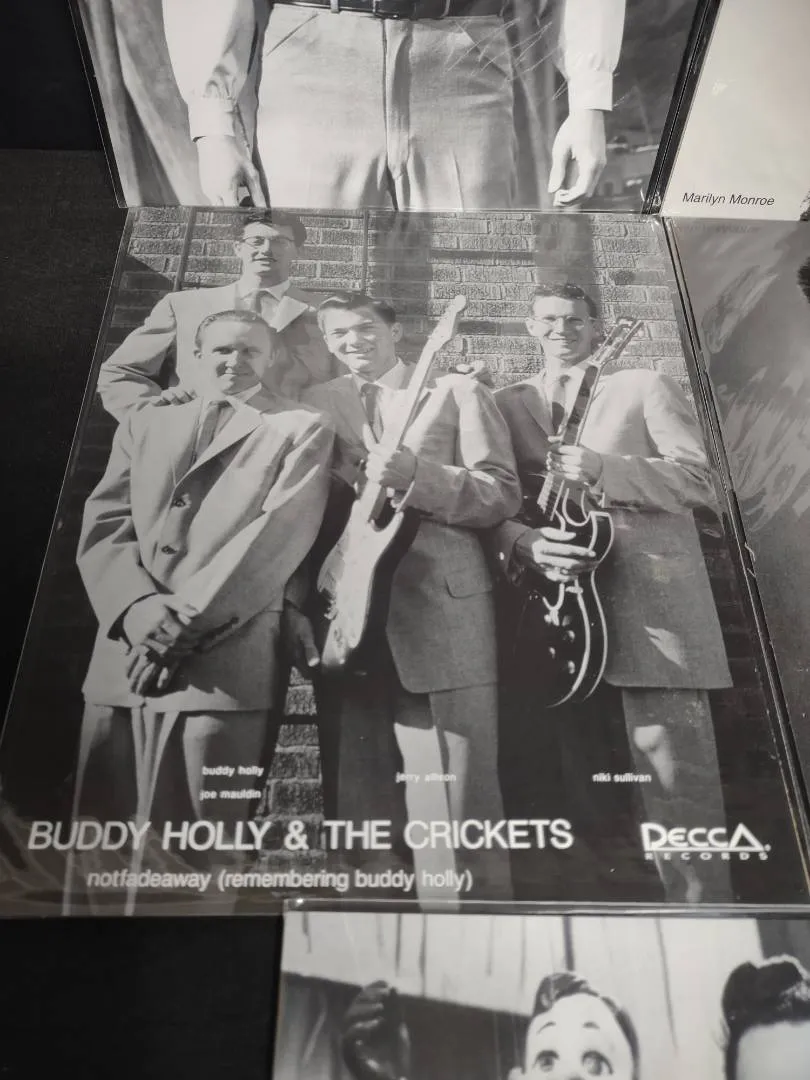 Marilyn Monroe
buddy holly
jerry allison
niki sullivan
joe mauldin
BUDDY HOLLY & THE CRICKETS
DECCA®
RECORDS
notfadeaway (remembering buddy holly)